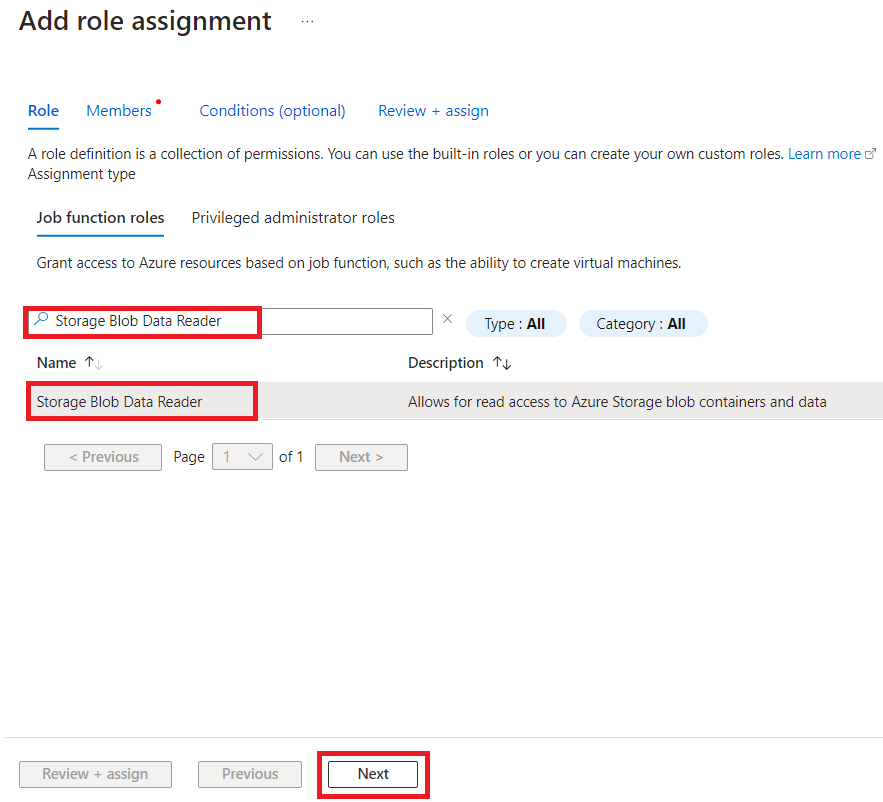 Add role assignment ...
Role Members Conditions (optional) Review + assign
A role definition is a collection of permissions. You can use the built-in roles or you can create your own custom roles. Learn more
Assignment type
Job function roles Privileged administrator roles
Grant access to Azure resources based on job function, such as the ability to create virtual machines.
Storage Blob Data Reader × Type : All Category : All
Name ↑↓ Description ↑↓
Storage Blob Data Reader Allows for read access to Azure Storage blob containers and data
< Previous Page 1 of 1 Next >
Review + assign Previous Next